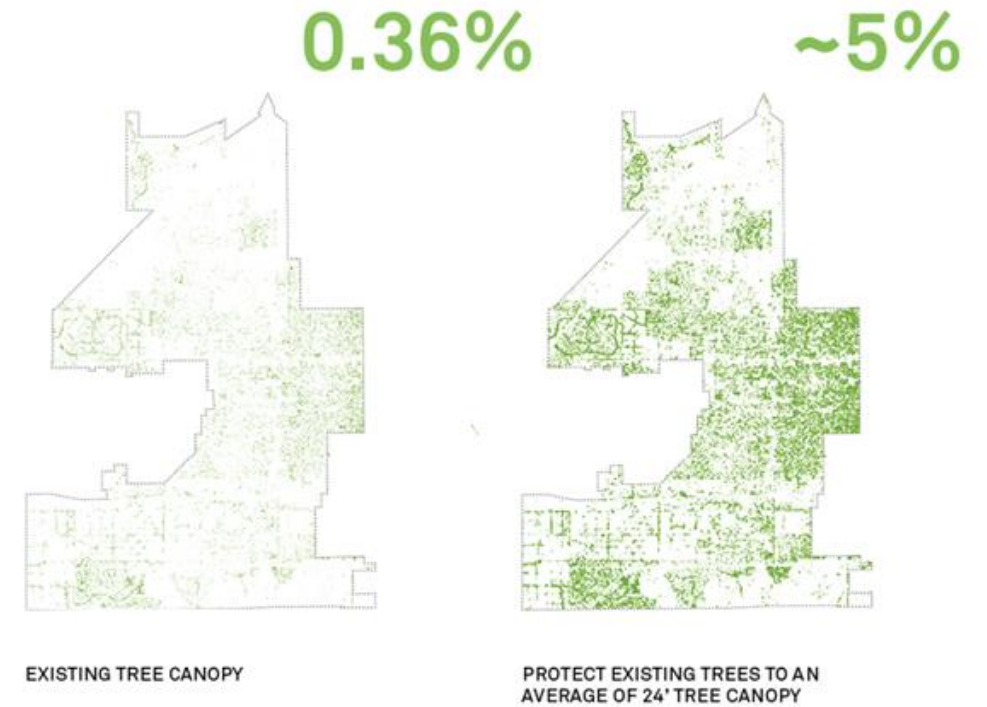 0.36%
~5%
EXISTING TREE CANOPY
PROTECT EXISTING TREES TO AN
AVERAGE OF 24' TREE CANOPY